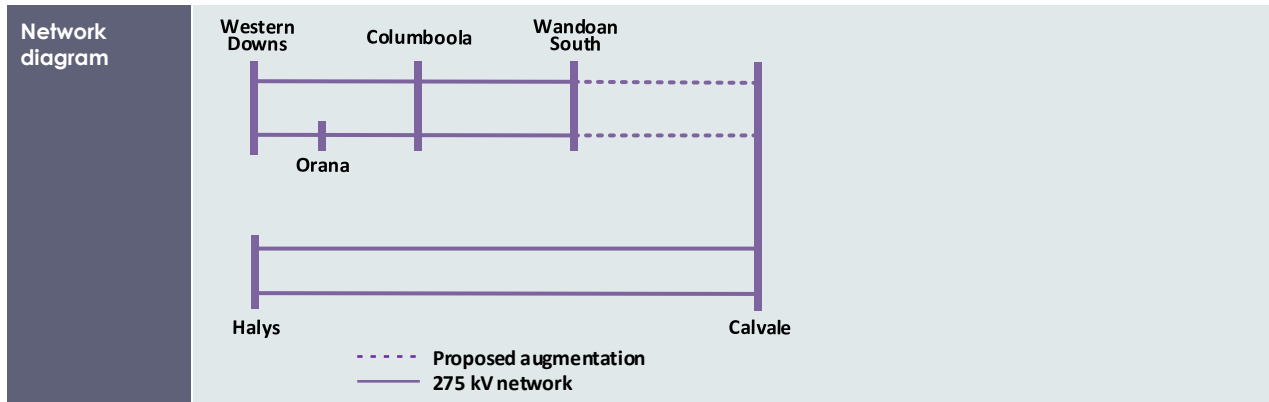 Network
diagram
Western
Downs
Columboola
Wandoan
South
Orana
Halys
Calvale
Proposed augmentation
275 kV network